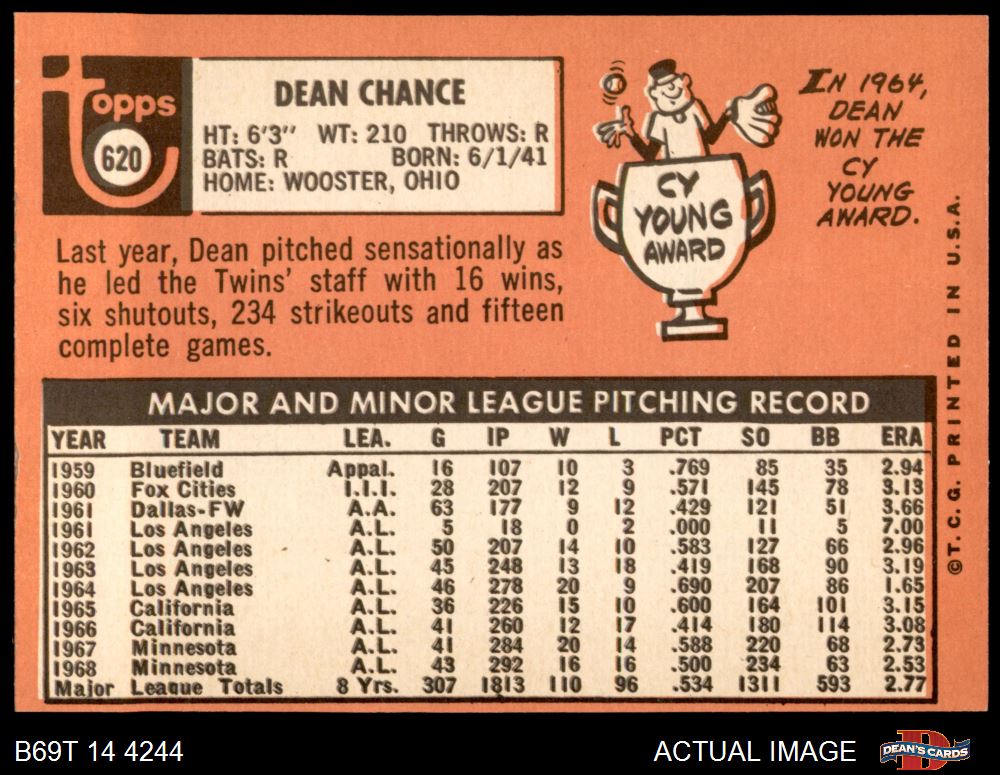 topps
620
DEAN CHANCE
HT: 6'3" WT: 210 THROWS: R
BATS: R BORN: 6/1/41
HOME: WOOSTER, OHIO
CY
YOUNG
AWARD
IN 1964,
DEAN
WON THE
CY
YOUNG
AWARD.
Last year, Dean pitched sensationally as
he led the Twins' staff with 16 wins,
six shutouts, 234 strikeouts and fifteen
complete games.
MAJOR AND MINOR LEAGUE PITCHING RECORD
YEAR TEAM LEA. G IP W L PCT SO BB ERA
1959 Bluefield Appal. 16 107 10 3 .769 85 35 2.94
1960 Fox Cities I.I.I. 28 207 12 9 .571 145 78 3.13
1961 Dallas-FW A.A. 63 177 9 12 .429 121 51 3.66
1961 Los Angeles A.L. 5 18 0 2 .000 11 5 7.00
1962 Los Angeles A.L. 50 207 14 10 .583 127 66 2.96
1963 Los Angeles A.L. 45 248 13 18 .419 168 90 3.19
1964 Los Angeles A.L. 46 278 20 9 .690 207 86 1.65
1965 California A.L. 36 226 15 10 .600 164 101 3.15
1966 California A.L. 41 260 12 17 .414 180 114 3.08
1967 Minnesota A.L. 41 284 20 14 .588 220 68 2.73
1968 Minnesota A.L. 43 292 16 16 .500 234 63 2.53
Major League Totals 8 Yrs. 307 1813 110 96 .534 1311 593 2.77
©T.C.G. PRINTED IN U.S.A.
B69T 14 4244
ACTUAL IMAGE
DEAN'S CARDS